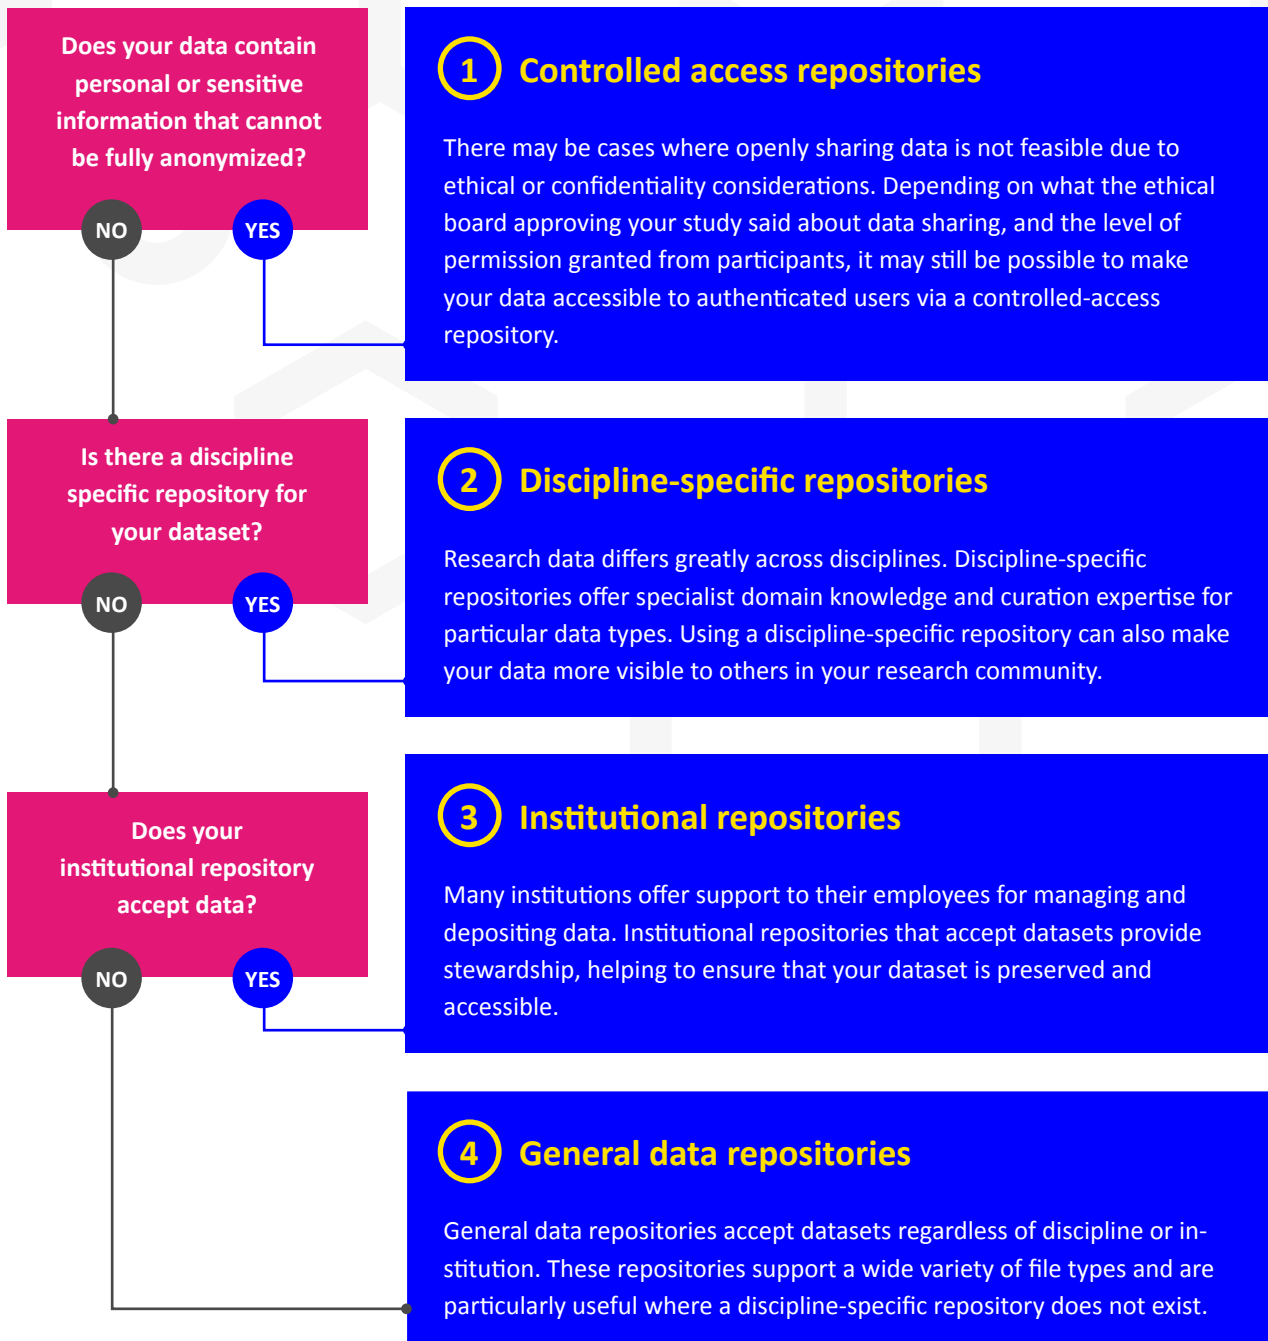 Does your data contain
personal or sensitive
information that cannot
be fully anonymized?
NO
YES
1 Controlled access repositories
There may be cases where openly sharing data is not feasible due to
ethical or confidentiality considerations. Depending on what the ethical
board approving your study said about data sharing, and the level of
permission granted from participants, it may still be possible to make
your data accessible to authenticated users via a controlled-access
repository.
Is there a discipline
specific repository for
your dataset?
NO
YES
2 Discipline-specific repositories
Research data differs greatly across disciplines. Discipline-specific
repositories offer specialist domain knowledge and curation expertise for
particular data types. Using a discipline-specific repository can also make
your data more visible to others in your research community.
Does your
institutional repository
accept data?
NO
YES
3 Institutional repositories
Many institutions offer support to their employees for managing and
depositing data. Institutional repositories that accept datasets provide
stewardship, helping to ensure that your dataset is preserved and
accessible.
4 General data repositories
General data repositories accept datasets regardless of discipline or in-
stitution. These repositories support a wide variety of file types and are
particularly useful where a discipline-specific repository does not exist.